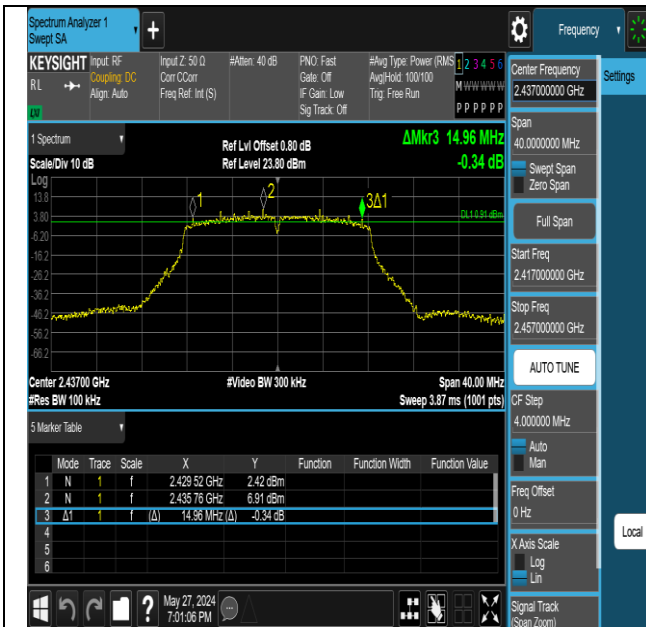 Spectrum Analyzer 1
Swept SA
+
Frequency
KEYSIGHT
RL
Input: RF
Coupling: DC
Align: Auto
Input Z: 50 Ω
Corr CCorr
Freq Ref: Int (S)
#Atten: 40 dB
PNO: Fast
Gate: Off
IF Gain: Low
Sig Track: Off
#Avg Type: Power (RMS
Avg|Hold: 100/100
Trig: Free Run
1 2 3 4 5 6
M W W W W W
P P P P P P
LXI
1 Spectrum
Scale/Div 10 dB
Log
Ref Lvl Offset 0.80 dB
Ref Level 23.80 dBm
ΔMkr3 14.96 MHz
-0.34 dB
13.8
3.80
-6.20
-16.2
-26.2
-36.2
-46.2
-56.2
-66.2
1
2
3Δ1
DL1 0.91 dBm
Center 2.43700 GHz
#Res BW 100 kHz
#Video BW 300 kHz
Span 40.00 MHz
Sweep 3.87 ms (1001 pts)
5 Marker Table
Mode Trace Scale X Y Function Function Width Function Value
1 N 1 f 2.429 52 GHz 2.42 dBm
2 N 1 f 2.435 76 GHz 6.91 dBm
3 Δ1 1 f (Δ) 14.96 MHz (Δ) -0.34 dB
4
5
6
?
May 27, 2024
7:01:06 PM
Center Frequency
2.437000000 GHz
Settings
Span
40.0000000 MHz
Swept Span
Zero Span
Full Span
Start Freq
2.417000000 GHz
Stop Freq
2.457000000 GHz
AUTO TUNE
CF Step
4.000000 MHz
Auto
Man
Freq Offset
0 Hz
Local
X Axis Scale
Log
Lin
Signal Track
(Span Zoom)